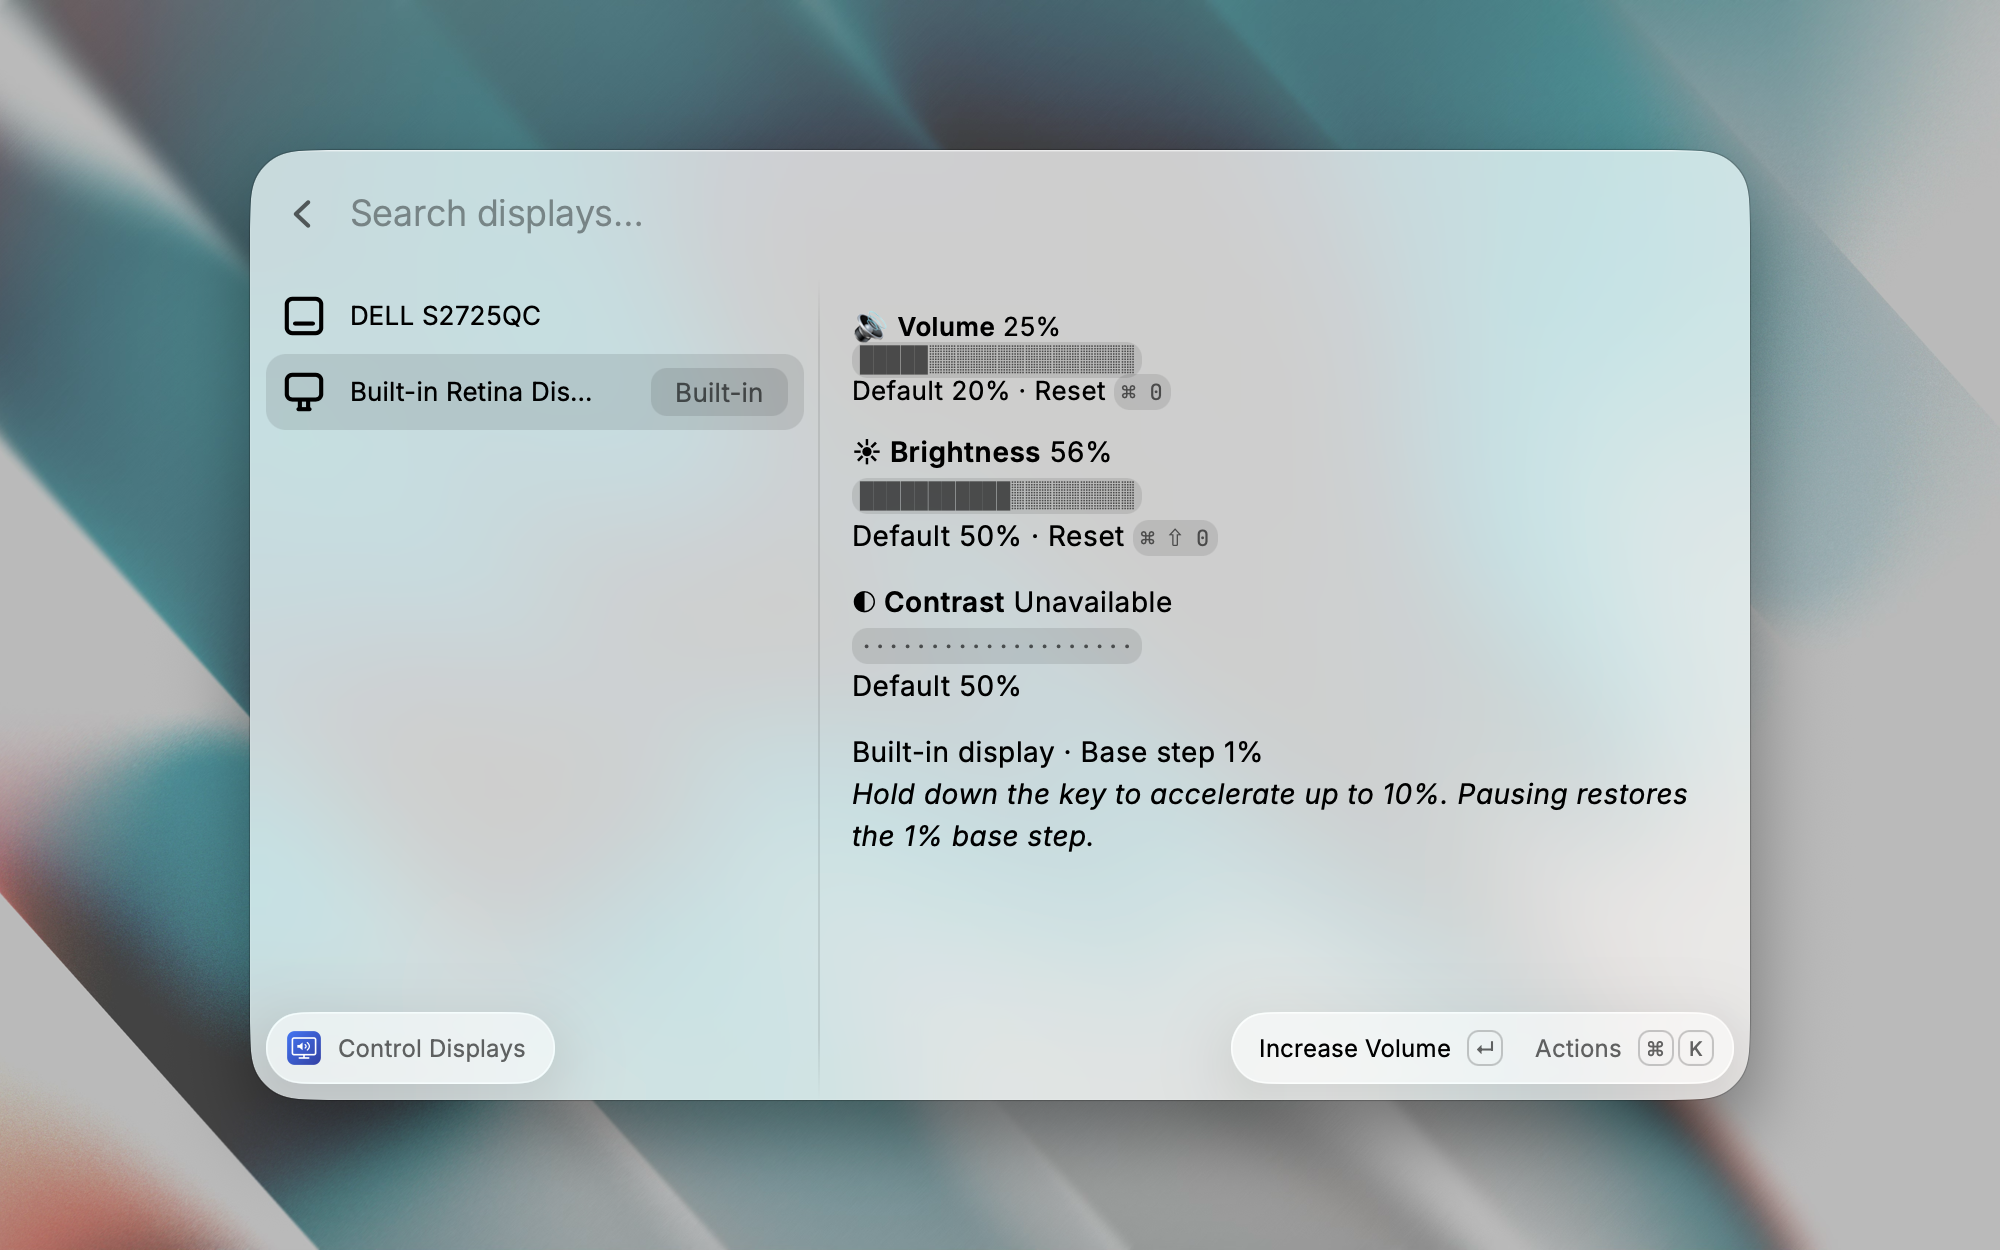 Search displays...
DELL S2725QC
Built-in Retina Dis... Built-in
🔊 Volume 25%
Default 20% · Reset ⌘ 0
☀ Brightness 56%
Default 50% · Reset ⌘ ⇧ 0
◐ Contrast Unavailable
····················
Default 50%
Built-in display · Base step 1%
Hold down the key to accelerate up to 10%. Pausing restores
the 1% base step.
Control Displays
Increase Volume ↵ Actions ⌘ K